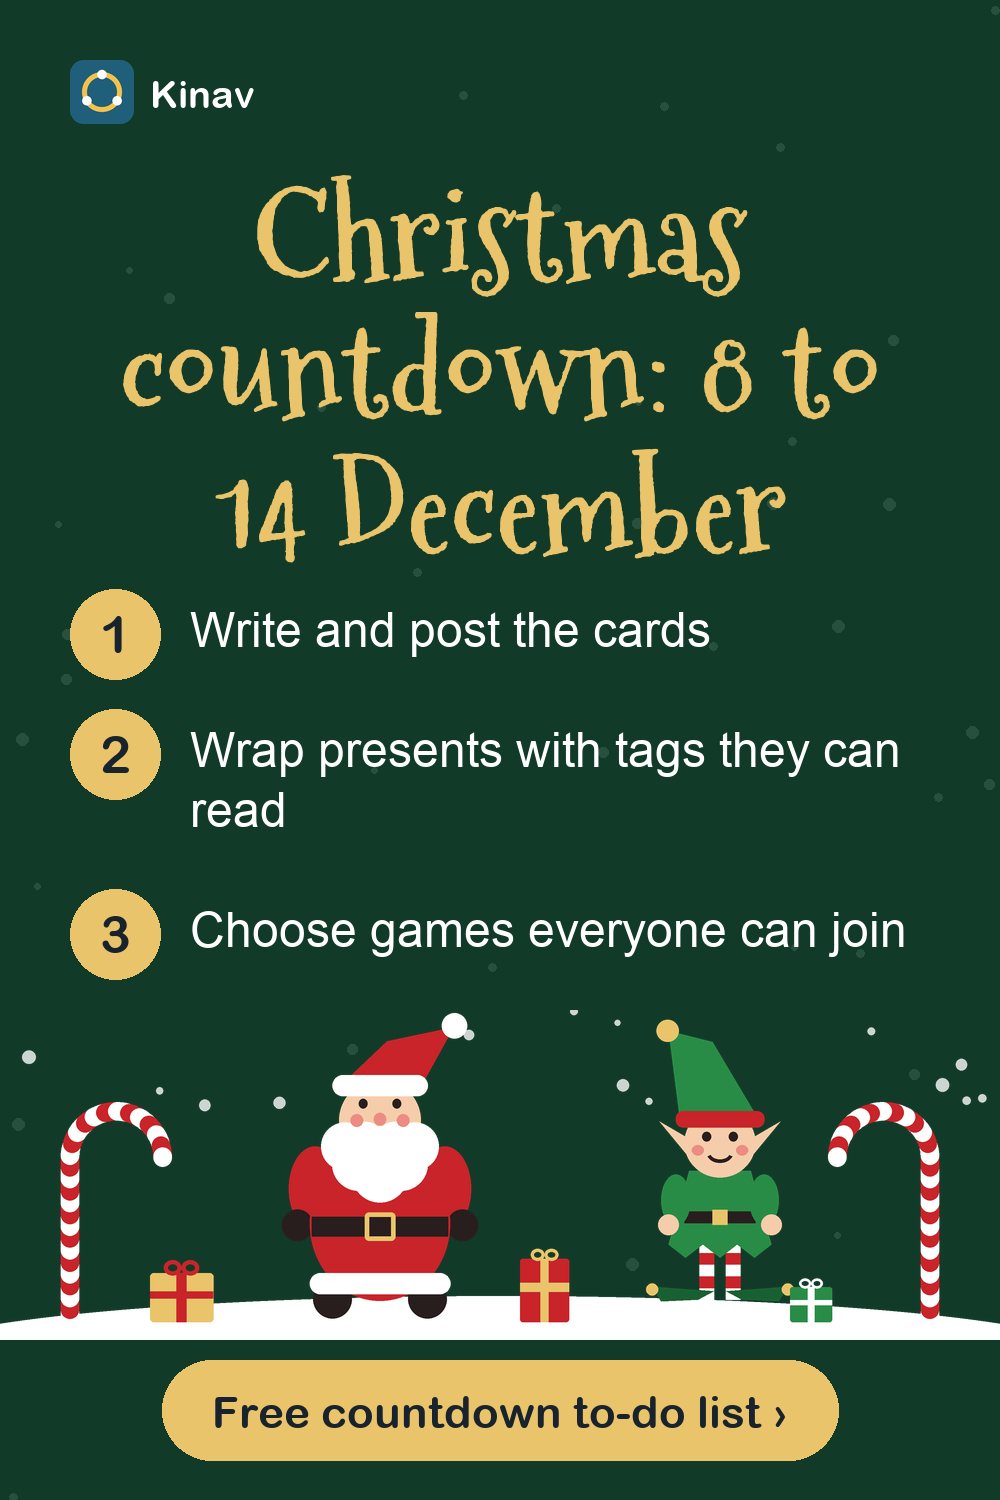 Kinav
Christmas
countdown: 8 to
14 December
1 Write and post the cards
2 Wrap presents with tags they can
read
3 Choose games everyone can join
Free countdown to-do list ›